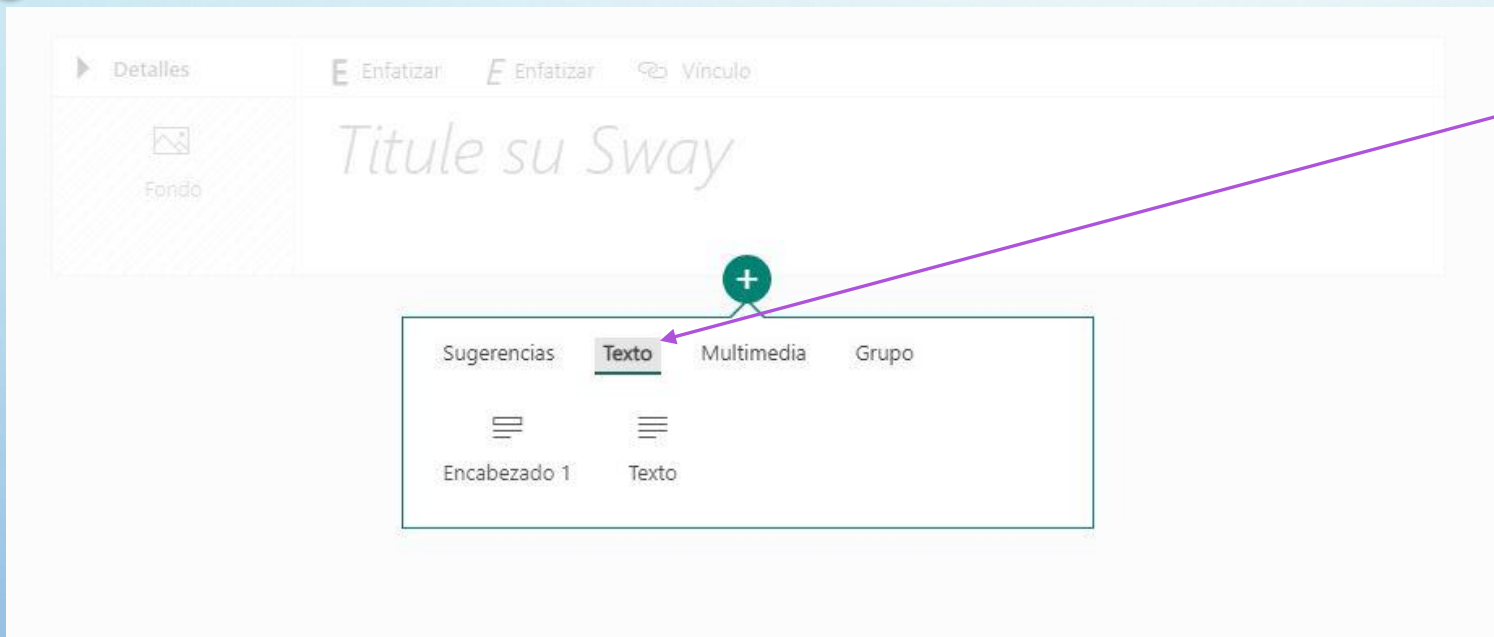 Detalles
E Enfatizar E Enfatizar Vínculo
Fondo
Titule su Sway
Sugerencias Texto Multimedia Grupo
Encabezado 1 Texto